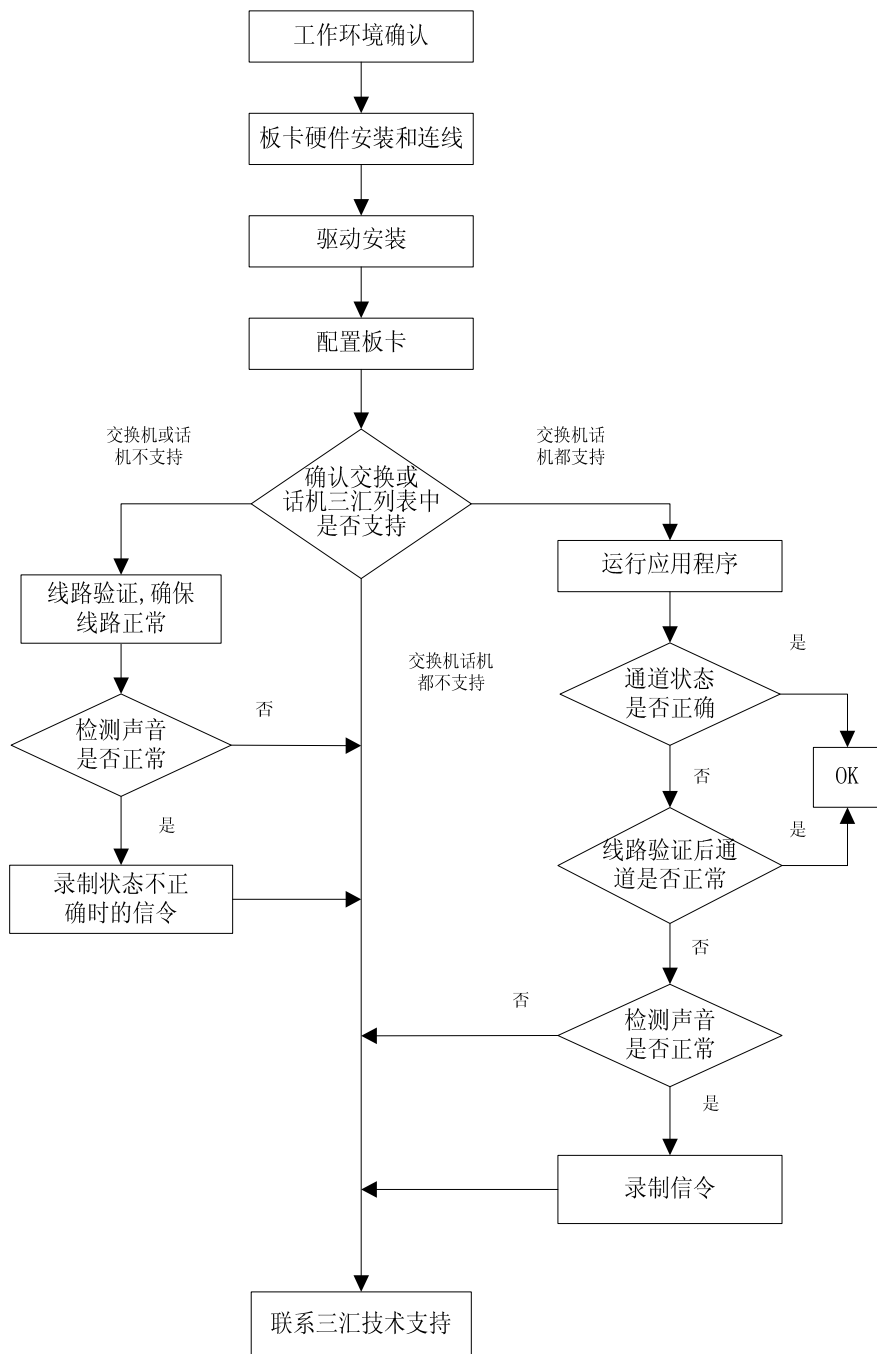 工作环境确认
板卡硬件安装和连线
驱动安装
配置板卡
交换机或话
机不支持
交换机话
机都支持
确认交换或
话机三汇列表中
是否支持
运行应用程序
线路验证,确保
线路正常
交换机话机
都不支持
是
通道状态
是否正确
否
检测声音
是否正常
OK
否
是
是
线路验证后通
道是否正常
录制状态不正
确时的信令
否
否
检测声音
是否正常
是
录制信令
联系三汇技术支持